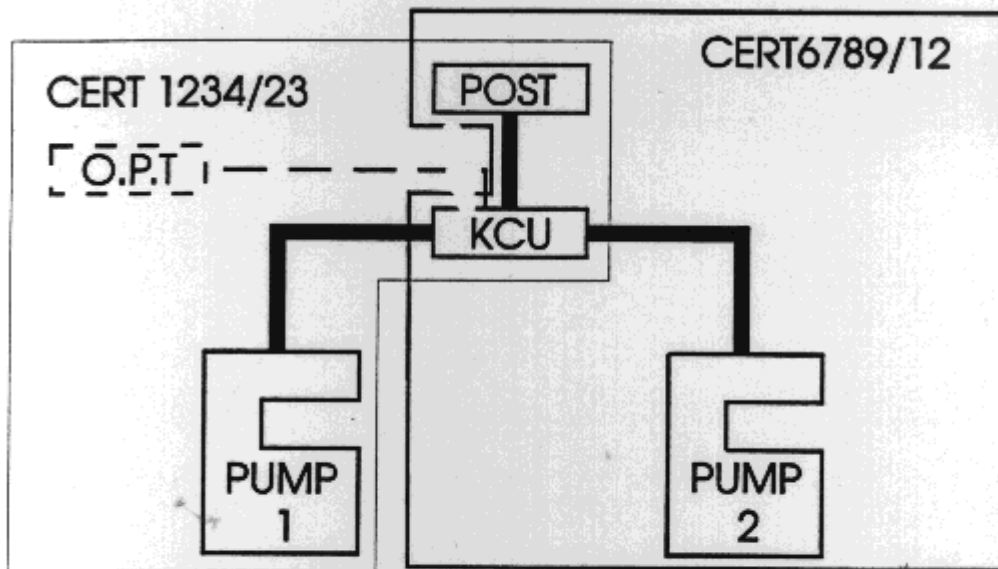 CERT 1234/23
CERT6789/12
POST
O.P.T
KCU
PUMP
1
PUMP
2